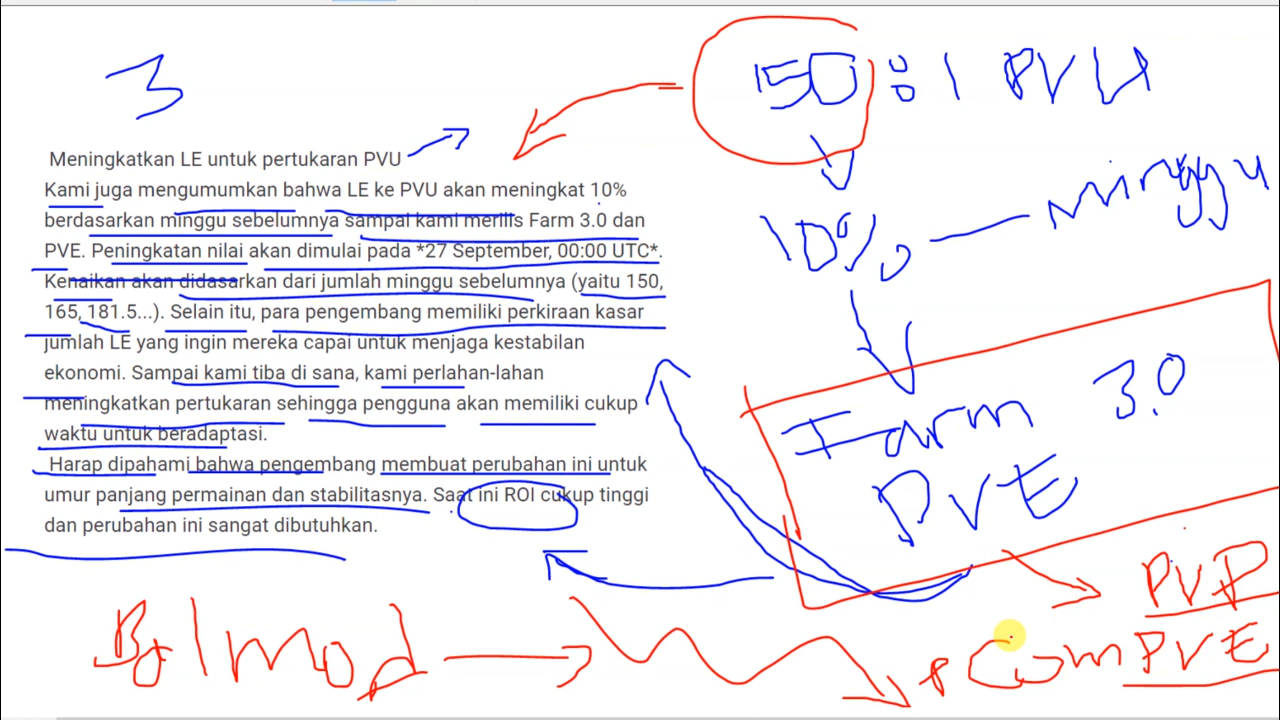 3
150 : 1 PVU
Meningkatkan LE untuk pertukaran PVU
Kami juga mengumumkan bahwa LE ke PVU akan meningkat 10%
berdasarkan minggu sebelumnya sampai kami merilis Farm 3.0 dan
PVE. Peningkatan nilai akan dimulai pada *27 September, 00:00 UTC*.
Kenaikan akan didasarkan dari jumlah minggu sebelumnya (yaitu 150,
165, 181.5...). Selain itu, para pengembang memiliki perkiraan kasar
jumlah LE yang ingin mereka capai untuk menjaga kestabilan
ekonomi. Sampai kami tiba di sana, kami perlahan-lahan
meningkatkan pertukaran sehingga pengguna akan memiliki cukup
waktu untuk beradaptasi.
Harap dipahami bahwa pengembang membuat perubahan ini untuk
umur panjang permainan dan stabilitasnya. Saat ini ROI cukup tinggi
dan perubahan ini sangat dibutuhkan.
10% minggu
Farm 3.0
PVE
PVP
PVE